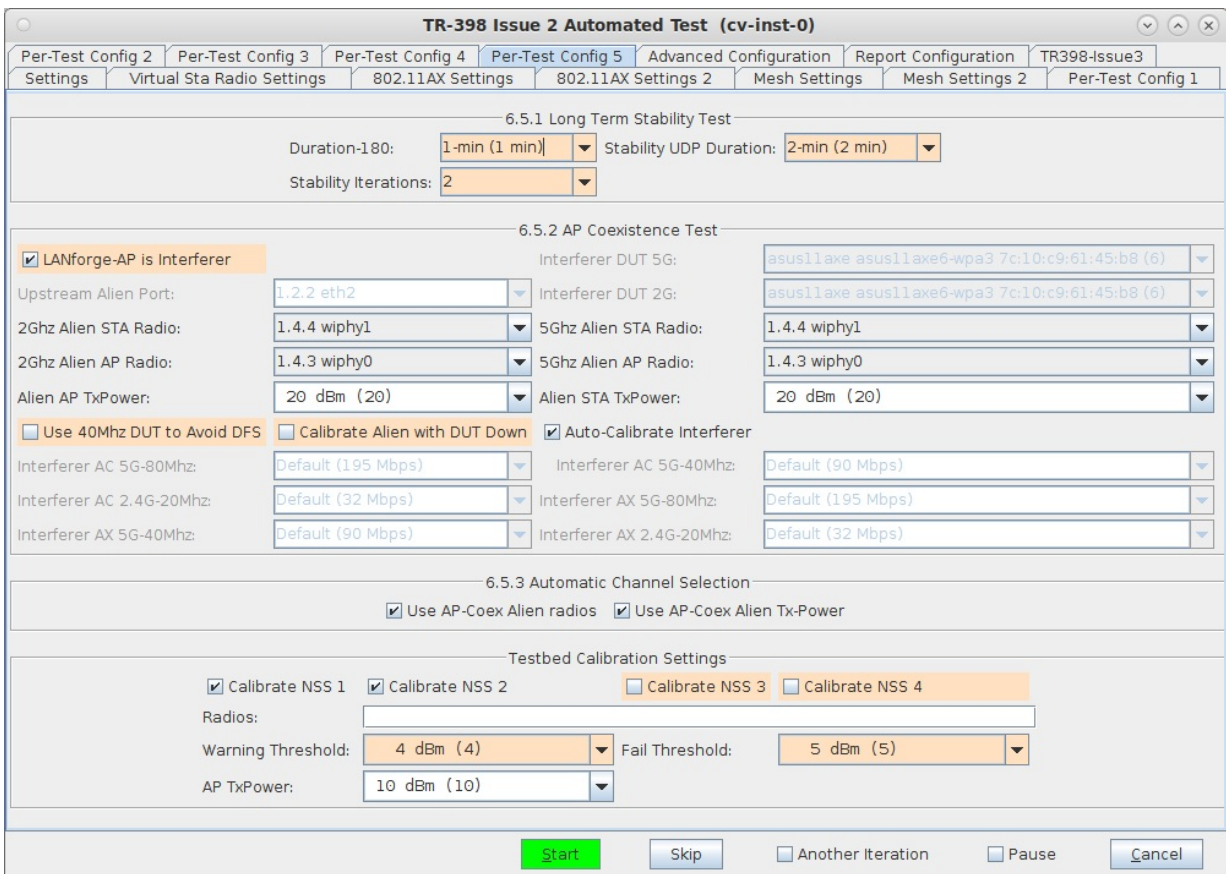 TR-398 Issue 2 Automated Test (cv-inst-0)
Per-Test Config 2 Per-Test Config 3 Per-Test Config 4 Per-Test Config 5 Advanced Configuration Report Configuration TR398-Issue3
Settings Virtual Sta Radio Settings 802.11AX Settings 802.11AX Settings 2 Mesh Settings Mesh Settings 2 Per-Test Config 1
6.5.1 Long Term Stability Test
Duration-180: 1-min (1 min) Stability UDP Duration: 2-min (2 min)
Stability Iterations: 2
6.5.2 AP Coexistence Test
LANforge-AP is Interferer Interferer DUT 5G: asus11axe asus11axe6-wpa3 7c:10:c9:61:45:b8 (6)
Upstream Alien Port: 1.2.2 eth2 Interferer DUT 2G: asus11axe asus11axe6-wpa3 7c:10:c9:61:45:b8 (6)
2Ghz Alien STA Radio: 1.4.4 wiphy1 5Ghz Alien STA Radio: 1.4.4 wiphy1
2Ghz Alien AP Radio: 1.4.3 wiphy0 5Ghz Alien AP Radio: 1.4.3 wiphy0
Alien AP TxPower: 20 dBm (20) Alien STA TxPower: 20 dBm (20)
Use 40Mhz DUT to Avoid DFS Calibrate Alien with DUT Down Auto-Calibrate Interferer
Interferer AC 5G-80Mhz: Default (195 Mbps) Interferer AC 5G-40Mhz: Default (90 Mbps)
Interferer AC 2.4G-20Mhz: Default (32 Mbps) Interferer AX 5G-80Mhz: Default (195 Mbps)
Interferer AX 5G-40Mhz: Default (90 Mbps) Interferer AX 2.4G-20Mhz: Default (32 Mbps)
6.5.3 Automatic Channel Selection
Use AP-Coex Alien radios Use AP-Coex Alien Tx-Power
Testbed Calibration Settings
Calibrate NSS 1 Calibrate NSS 2 Calibrate NSS 3 Calibrate NSS 4
Radios:
Warning Threshold: 4 dBm (4) Fail Threshold: 5 dBm (5)
AP TxPower: 10 dBm (10)
Start Skip Another Iteration Pause Cancel